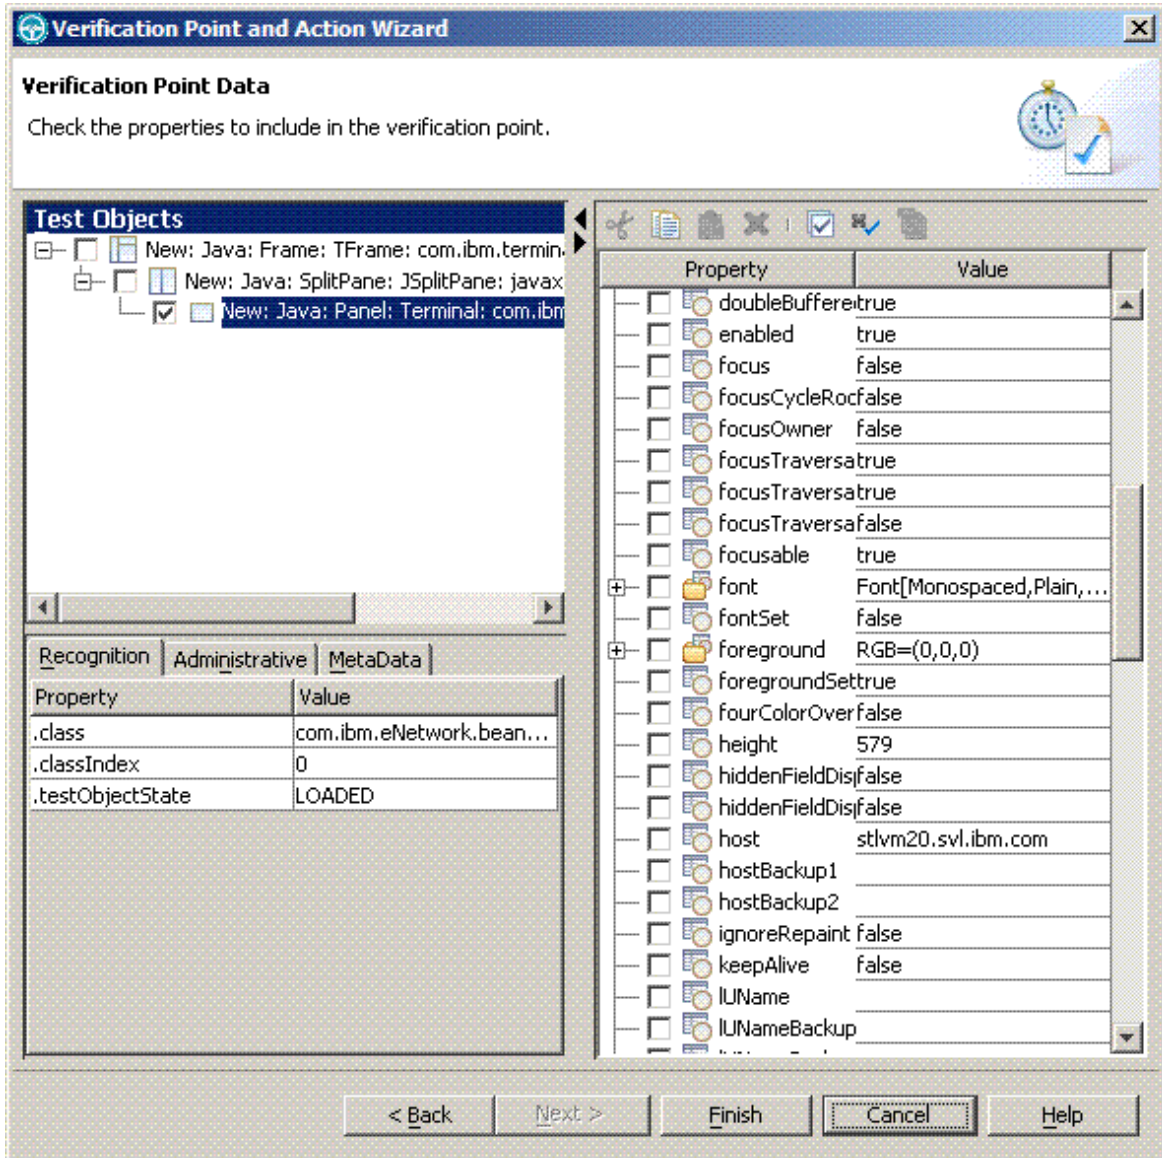 Verification Point and Action Wizard
Verification Point Data
Check the properties to include in the verification point.
Test Objects
New: Java: Frame: TFrame: com.ibm.termin
New: Java: SplitPane: JSplitPane: javax
New: Java: Panel: Terminal: com.ibm
Recognition Administrative MetaData
Property Value
.class com.ibm.eNetwork.bean...
.classIndex 0
.testObjectState LOADED
Property Value
doubleBuffere true
enabled true
focus false
focusCycleRoo false
focusOwner false
focusTraversa true
focusTraversa true
focusTraversa false
focusable true
font Font[Monospaced,Plain,...
fontSet false
foreground RGB=(0,0,0)
foregroundSet true
fourColorOver false
height 579
hiddenFieldDis false
hiddenFieldDis false
host stlvm20.svl.ibm.com
hostBackup1
hostBackup2
ignoreRepaint false
keepAlive false
lUName
lUNameBackup
< Back Next > Finish Cancel Help